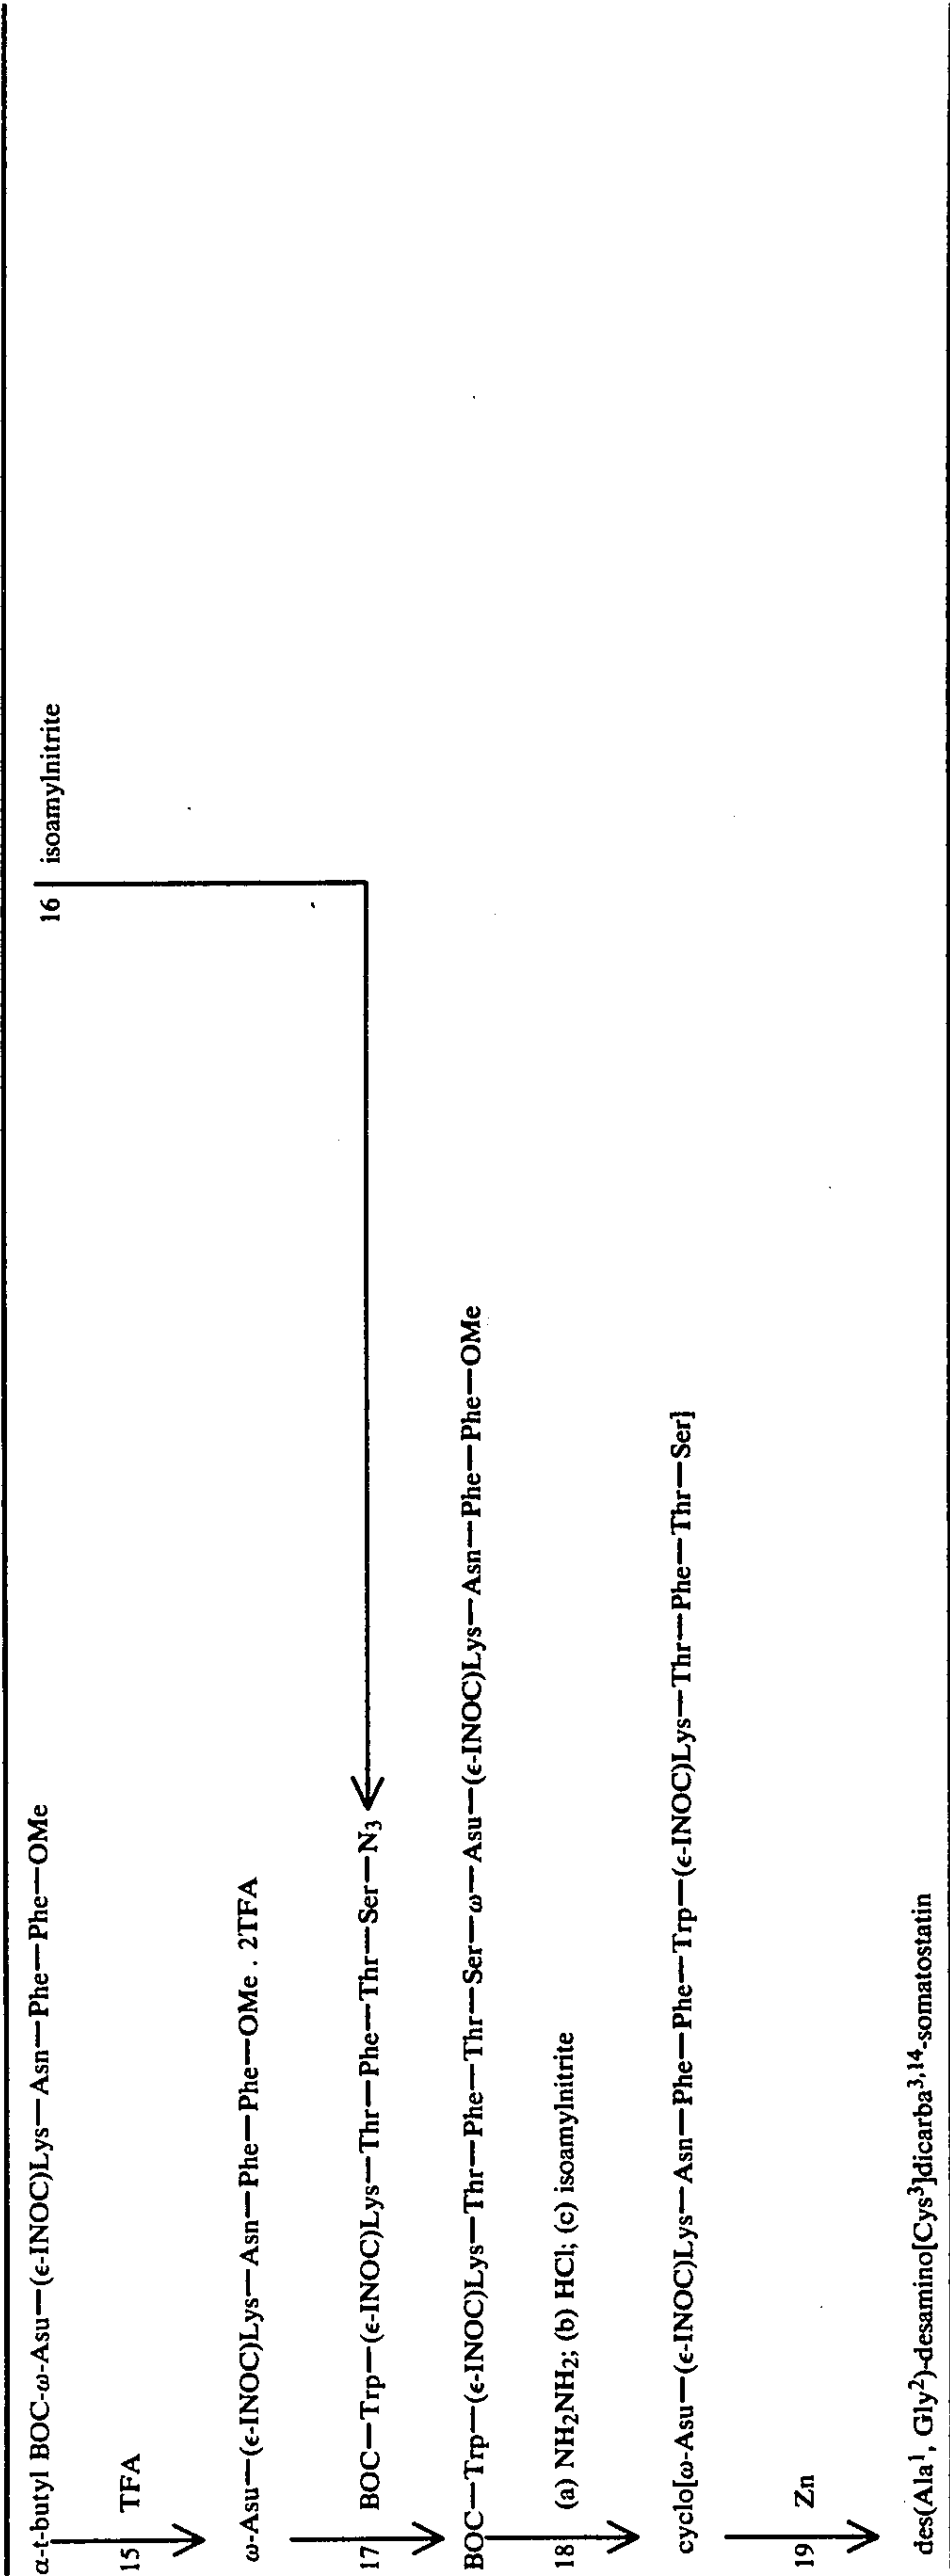 α-t-butyl BOC-ω-Asu—(ε-INOC)Lys—Asn—Phe—Phe—OMe
16 isoamylnitrite
15 TFA
ω-Asu—(ε-INOC)Lys—Asn—Phe—Phe—OMe . 2TFA
17 BOC—Trp—(ε-INOC)Lys—Thr—Phe—Thr—Ser—N3
BOC—Trp—(ε-INOC)Lys—Thr—Phe—Thr—Ser—ω—Asu—(ε-INOC)Lys—Asn—Phe—Phe—OMe
18 (a) NH2NH2; (b) HCl; (c) isoamylnitrite
cyclo[ω-Asu—(ε-INOC)Lys—Asn—Phe—Phe—Trp—(ε-INOC)Lys—Thr—Phe—Thr—Ser]
19 Zn
des(Ala1, Gly2)-desamino[Cys3]dicarba3,14-somatostatin